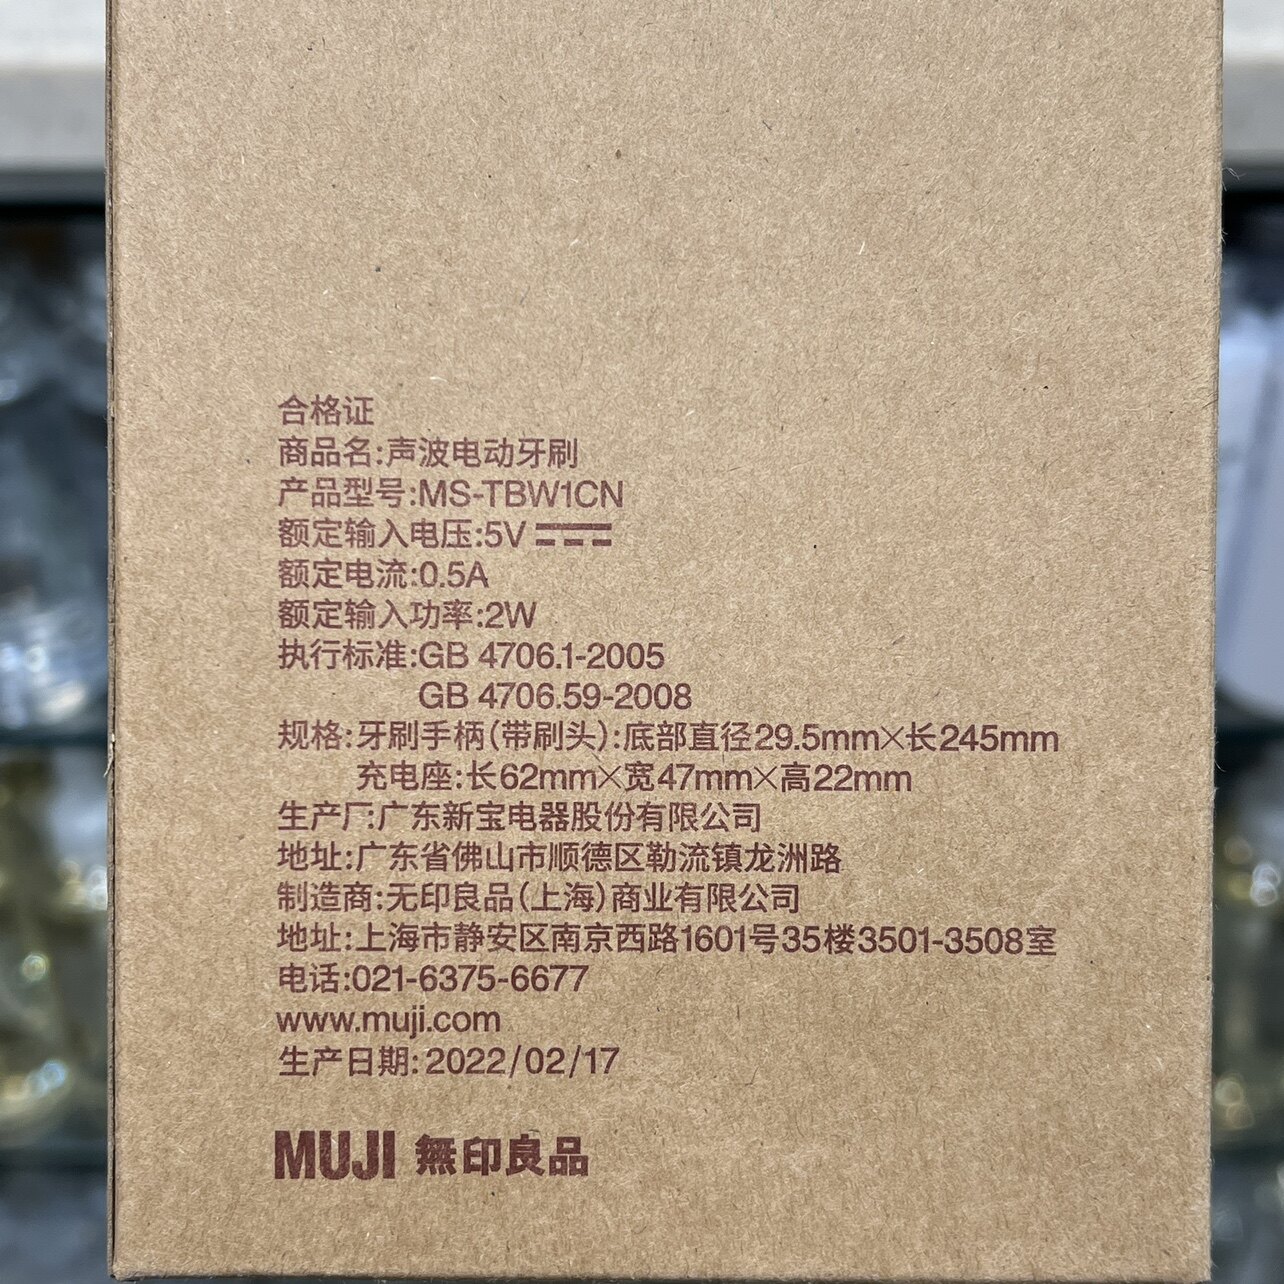 合格证
商品名:声波电动牙刷
产品型号:MS-TBW1CN
额定输入电压:5V ⎓
额定电流:0.5A
额定输入功率:2W
执行标准:GB 4706.1-2005
GB 4706.59-2008
规格:牙刷手柄(带刷头):底部直径29.5mm×长245mm
充电座:长62mm×宽47mm×高22mm
生产厂:广东新宝电器股份有限公司
地址:广东省佛山市顺德区勒流镇龙洲路
制造商:无印良品(上海)商业有限公司
地址:上海市静安区南京西路1601号35楼3501-3508室
电话:021-6375-6677
www.muji.com
生产日期: 2022/02/17
MUJI 無印良品